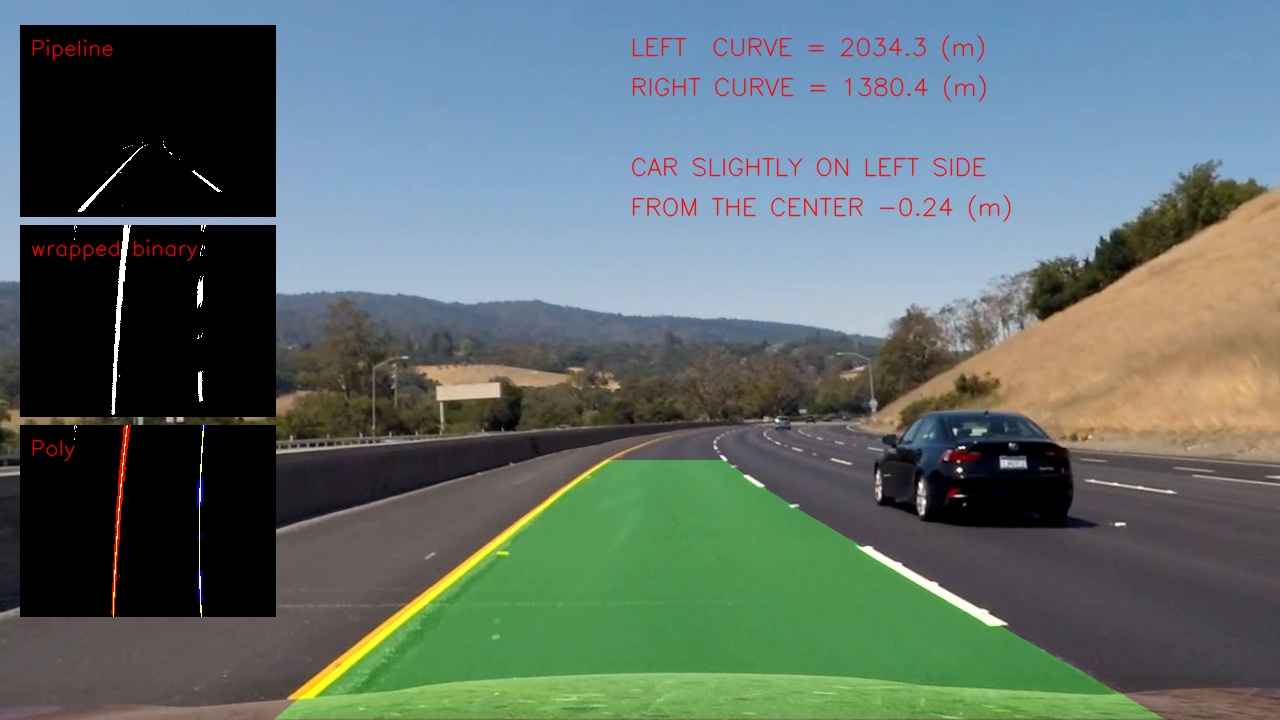 Pipeline
wrapped binary
Poly
LEFT CURVE = 2034.3 (m)
RIGHT CURVE = 1380.4 (m)
CAR SLIGHTLY ON LEFT SIDE
FROM THE CENTER -0.24 (m)